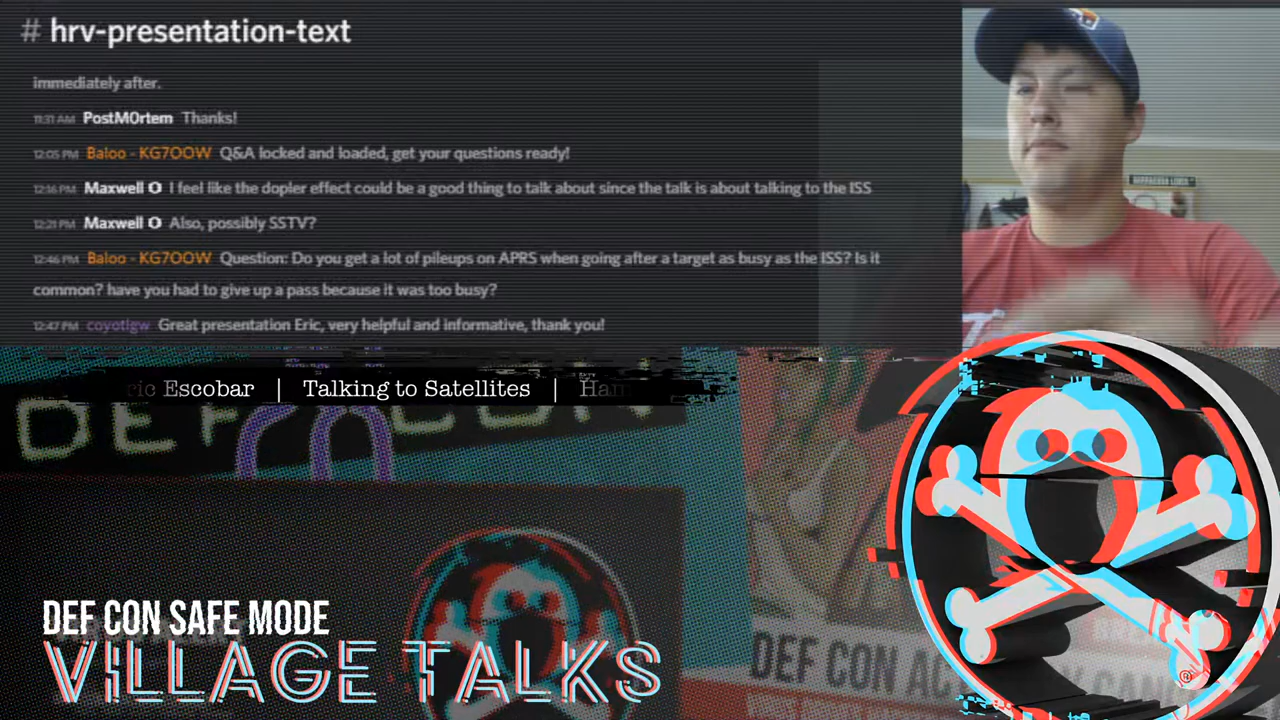 # hrv-presentation-text
immediately after.
11:31 AM PostM0rtem Thanks!
12:05 PM Baloo - KG7OOW Q&A locked and loaded, get your questions ready!
12:16 PM Maxwell O I feel like the dopler effect could be a good thing to talk about since the talk is about talking to the ISS
12:21 PM Maxwell O Also, possibly SSTV?
12:46 PM Baloo - KG7OOW Question: Do you get a lot of pileups on APRS when going after a target as busy as the ISS? Is it
common? have you had to give up a pass because it was too busy?
12:47 PM coyotigw Great presentation Eric, very helpful and informative, thank you!
ric Escobar | Talking to Satellites | Ham
DEF CON
DEF CON SAFE MODE
VILLAGE TALKS
DEF CON
®